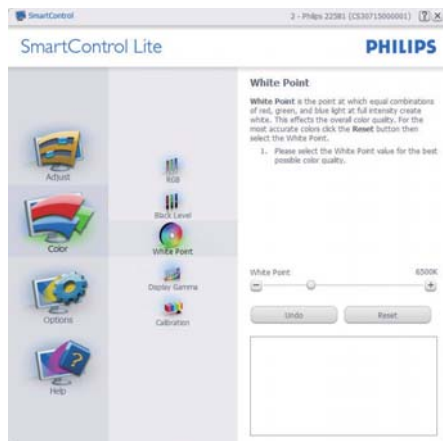 SmartControl
2 - Philips 225B1 (CS30715000001)
SmartControl Lite
PHILIPS
Adjust
Color
Options
Help
RGB
Black Level
White Point
Display Gamma
Calibration
White Point
White Point is the point at which equal combinations
of red, green, and blue light at full intensity create
white. This effects the overall color quality. For the
most accurate colors click the Reset button then
select the White Point.
1. Please select the White Point value for the best
possible color quality.
White Point
6500K
Undo
Reset